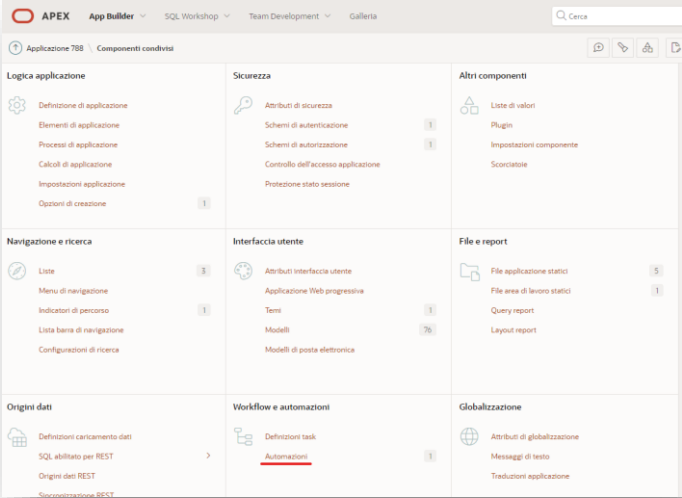 APEX App Builder SQL Workshop Team Development Galleria Cerca
Applicazione 788 \ Componenti condivisi
Logica applicazione
Definizione di applicazione
Elementi di applicazione
Processi di applicazione
Calcoli di applicazione
Impostazioni applicazione
Opzioni di creazione 1
Sicurezza
Attributi di sicurezza
Schemi di autenticazione 1
Schemi di autorizzazione 1
Controllo dell'accesso applicazione
Protezione stato sessione
Altri componenti
Liste di valori
Plugin
Impostazioni componente
Scorciatoie
Navigazione e ricerca
Liste 3
Menu di navigazione
Indicatori di percorso 1
Lista barra di navigazione
Configurazioni di ricerca
Interfaccia utente
Attributi interfaccia utente
Applicazione Web progressiva
Temi 1
Modelli 76
Modelli di posta elettronica
File e report
File applicazione statici 5
File area di lavoro statici 1
Query report
Layout report
Origini dati
Definizioni caricamento dati
SQL abilitato per REST
Origini dati REST
Sincronizzazione REST
Workflow e automazioni
Definizioni task
Automazioni 1
Globalizzazione
Attributi di globalizzazione
Messaggi di testo
Traduzioni applicazione